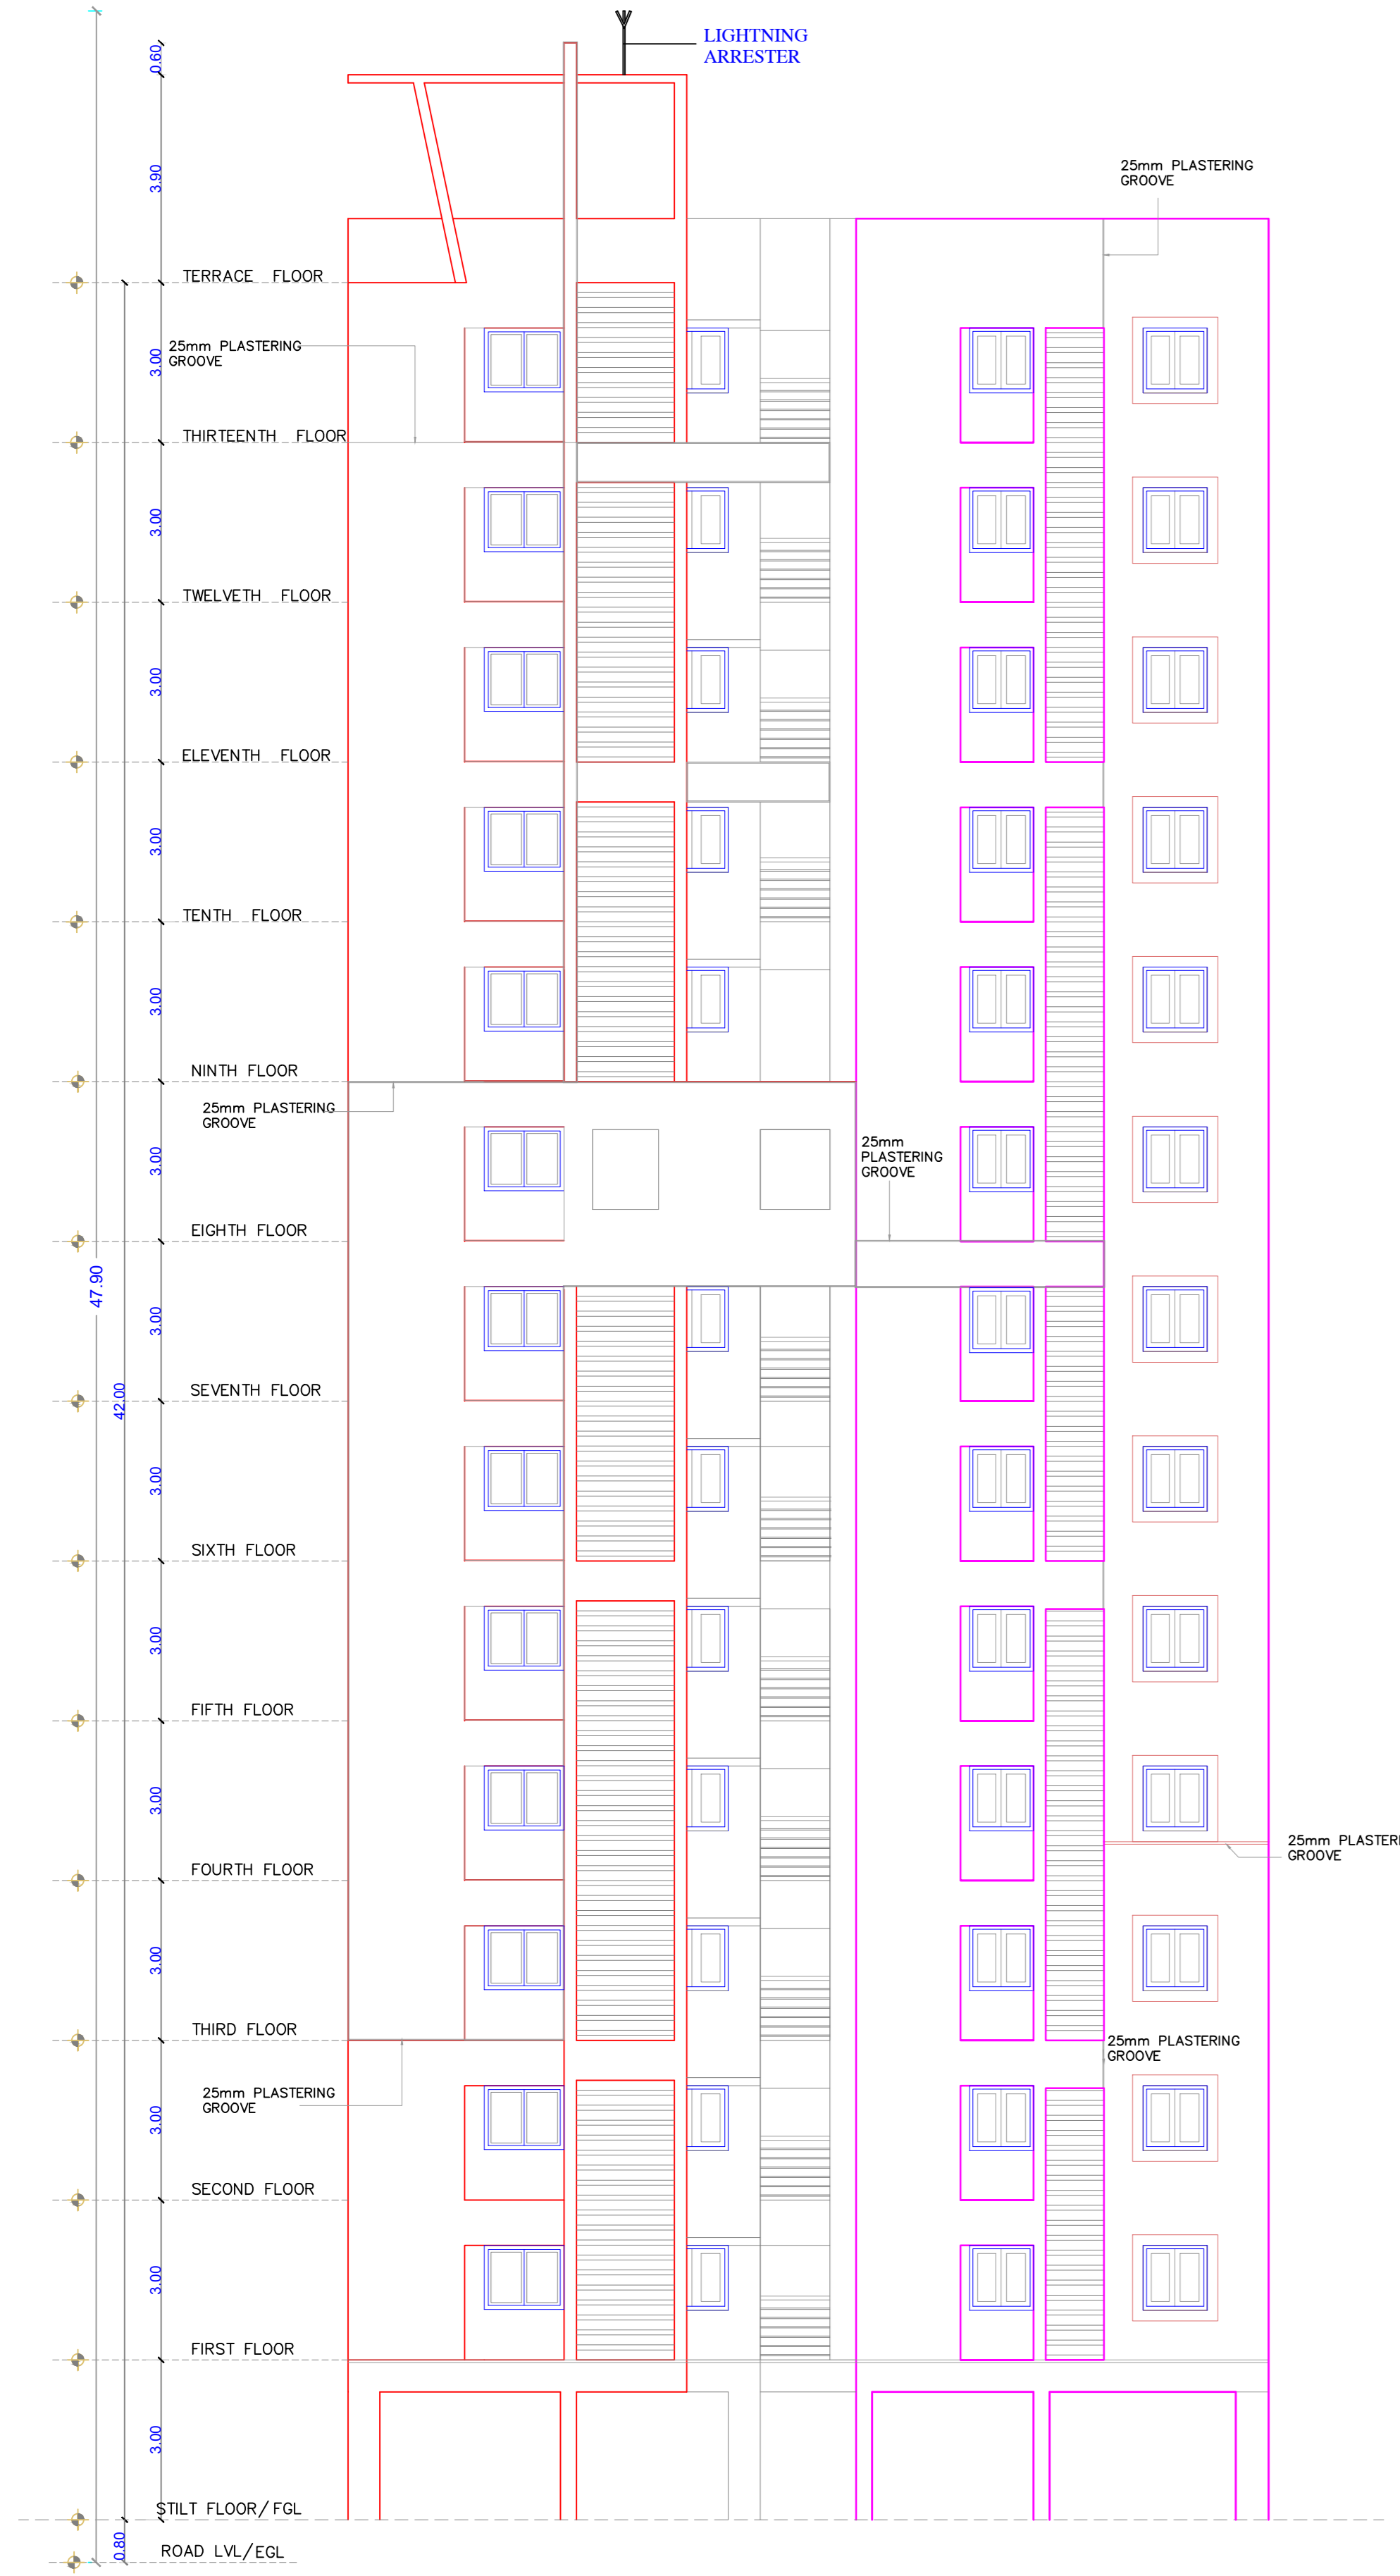 LIGHTNING
ARRESTER
0.60
3.90
25mm PLASTERING
GROOVE
TERRACE FLOOR
25mm PLASTERING
GROOVE
3.00
THIRTEENTH FLOOR
3.00
TWELVETH FLOOR
3.00
ELEVENTH FLOOR
3.00
TENTH FLOOR
3.00
NINTH FLOOR
25mm PLASTERING
GROOVE
25mm
PLASTERING
GROOVE
3.00
EIGHTH FLOOR
47.90
3.00
SEVENTH FLOOR
42.00
3.00
SIXTH FLOOR
3.00
FIFTH FLOOR
3.00
25mm PLASTER
GROOVE
FOURTH FLOOR
3.00
THIRD FLOOR
25mm PLASTERING
GROOVE
25mm PLASTERING
GROOVE
3.00
SECOND FLOOR
3.00
FIRST FLOOR
3.00
STILT FLOOR/FGL
0.80
ROAD LVL/EGL